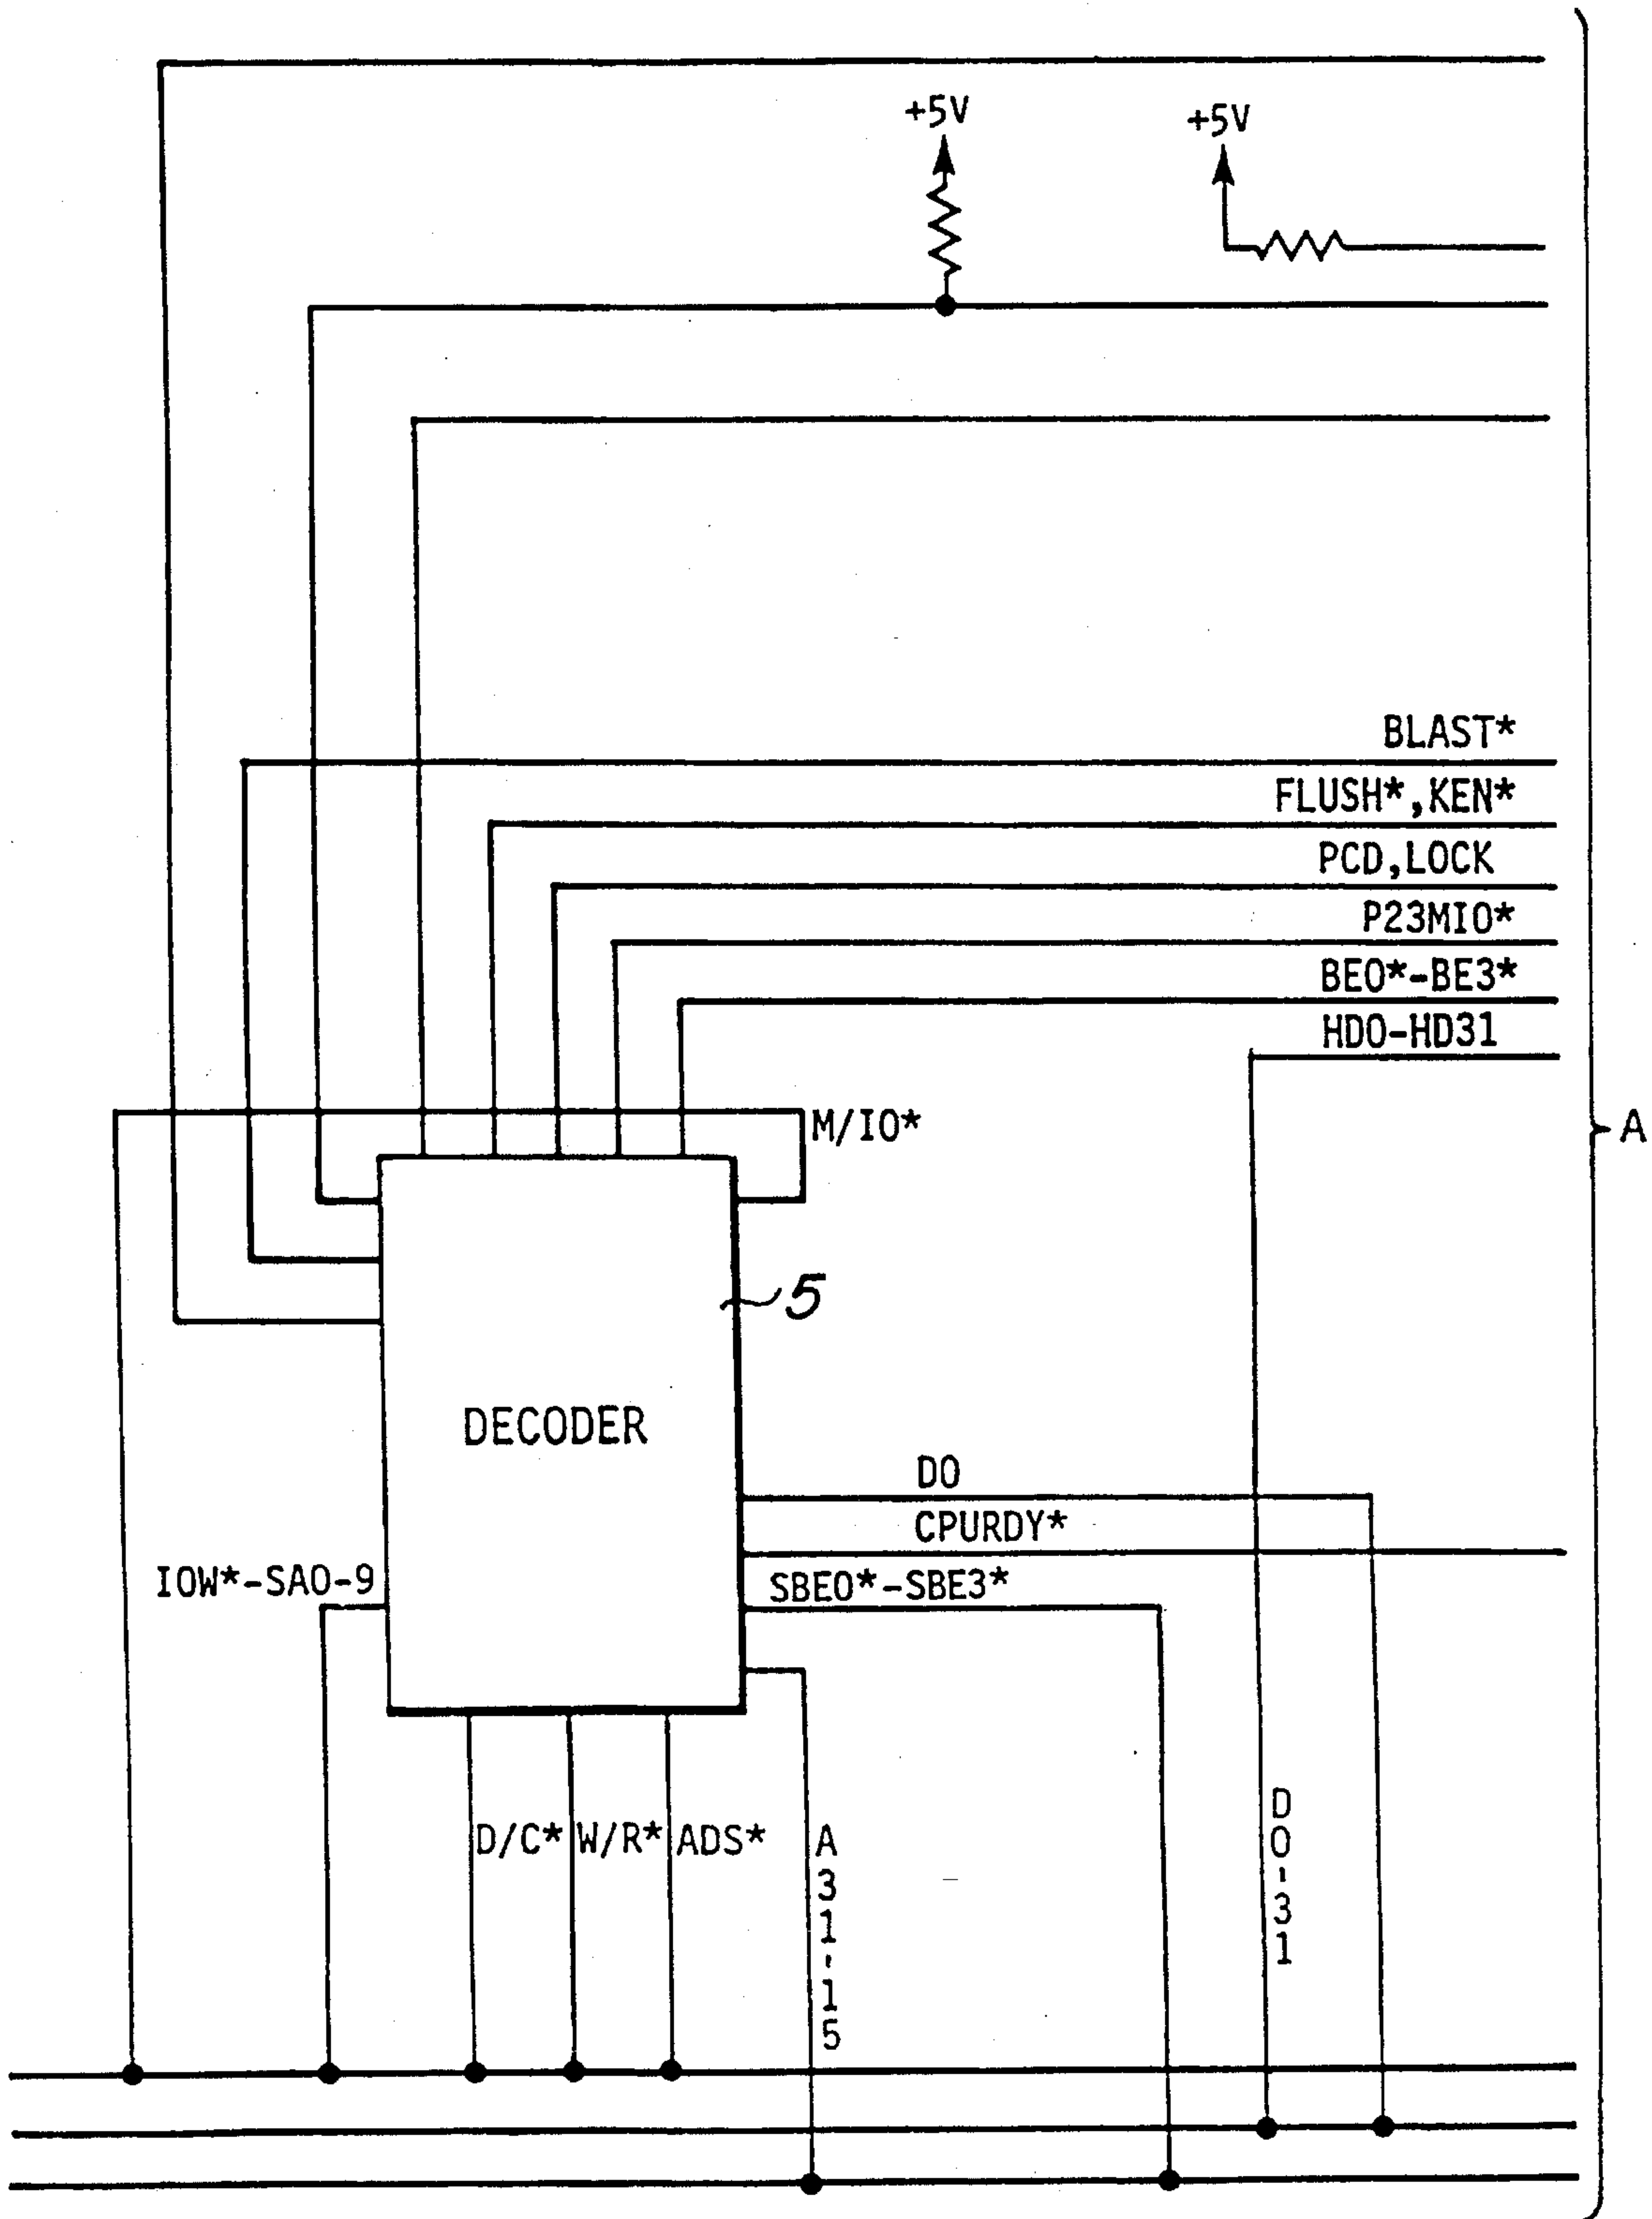 +5V
+5V
BLAST*
FLUSH*,KEN*
PCD,LOCK
P23MIO*
BE0*-BE3*
HD0-HD31
M/IO*
A
5
DECODER
D0
CPURDY*
IOW*-SA0-9
SBE0*-SBE3*
D/C*
W/R*
ADS*
A31-15
D0-31